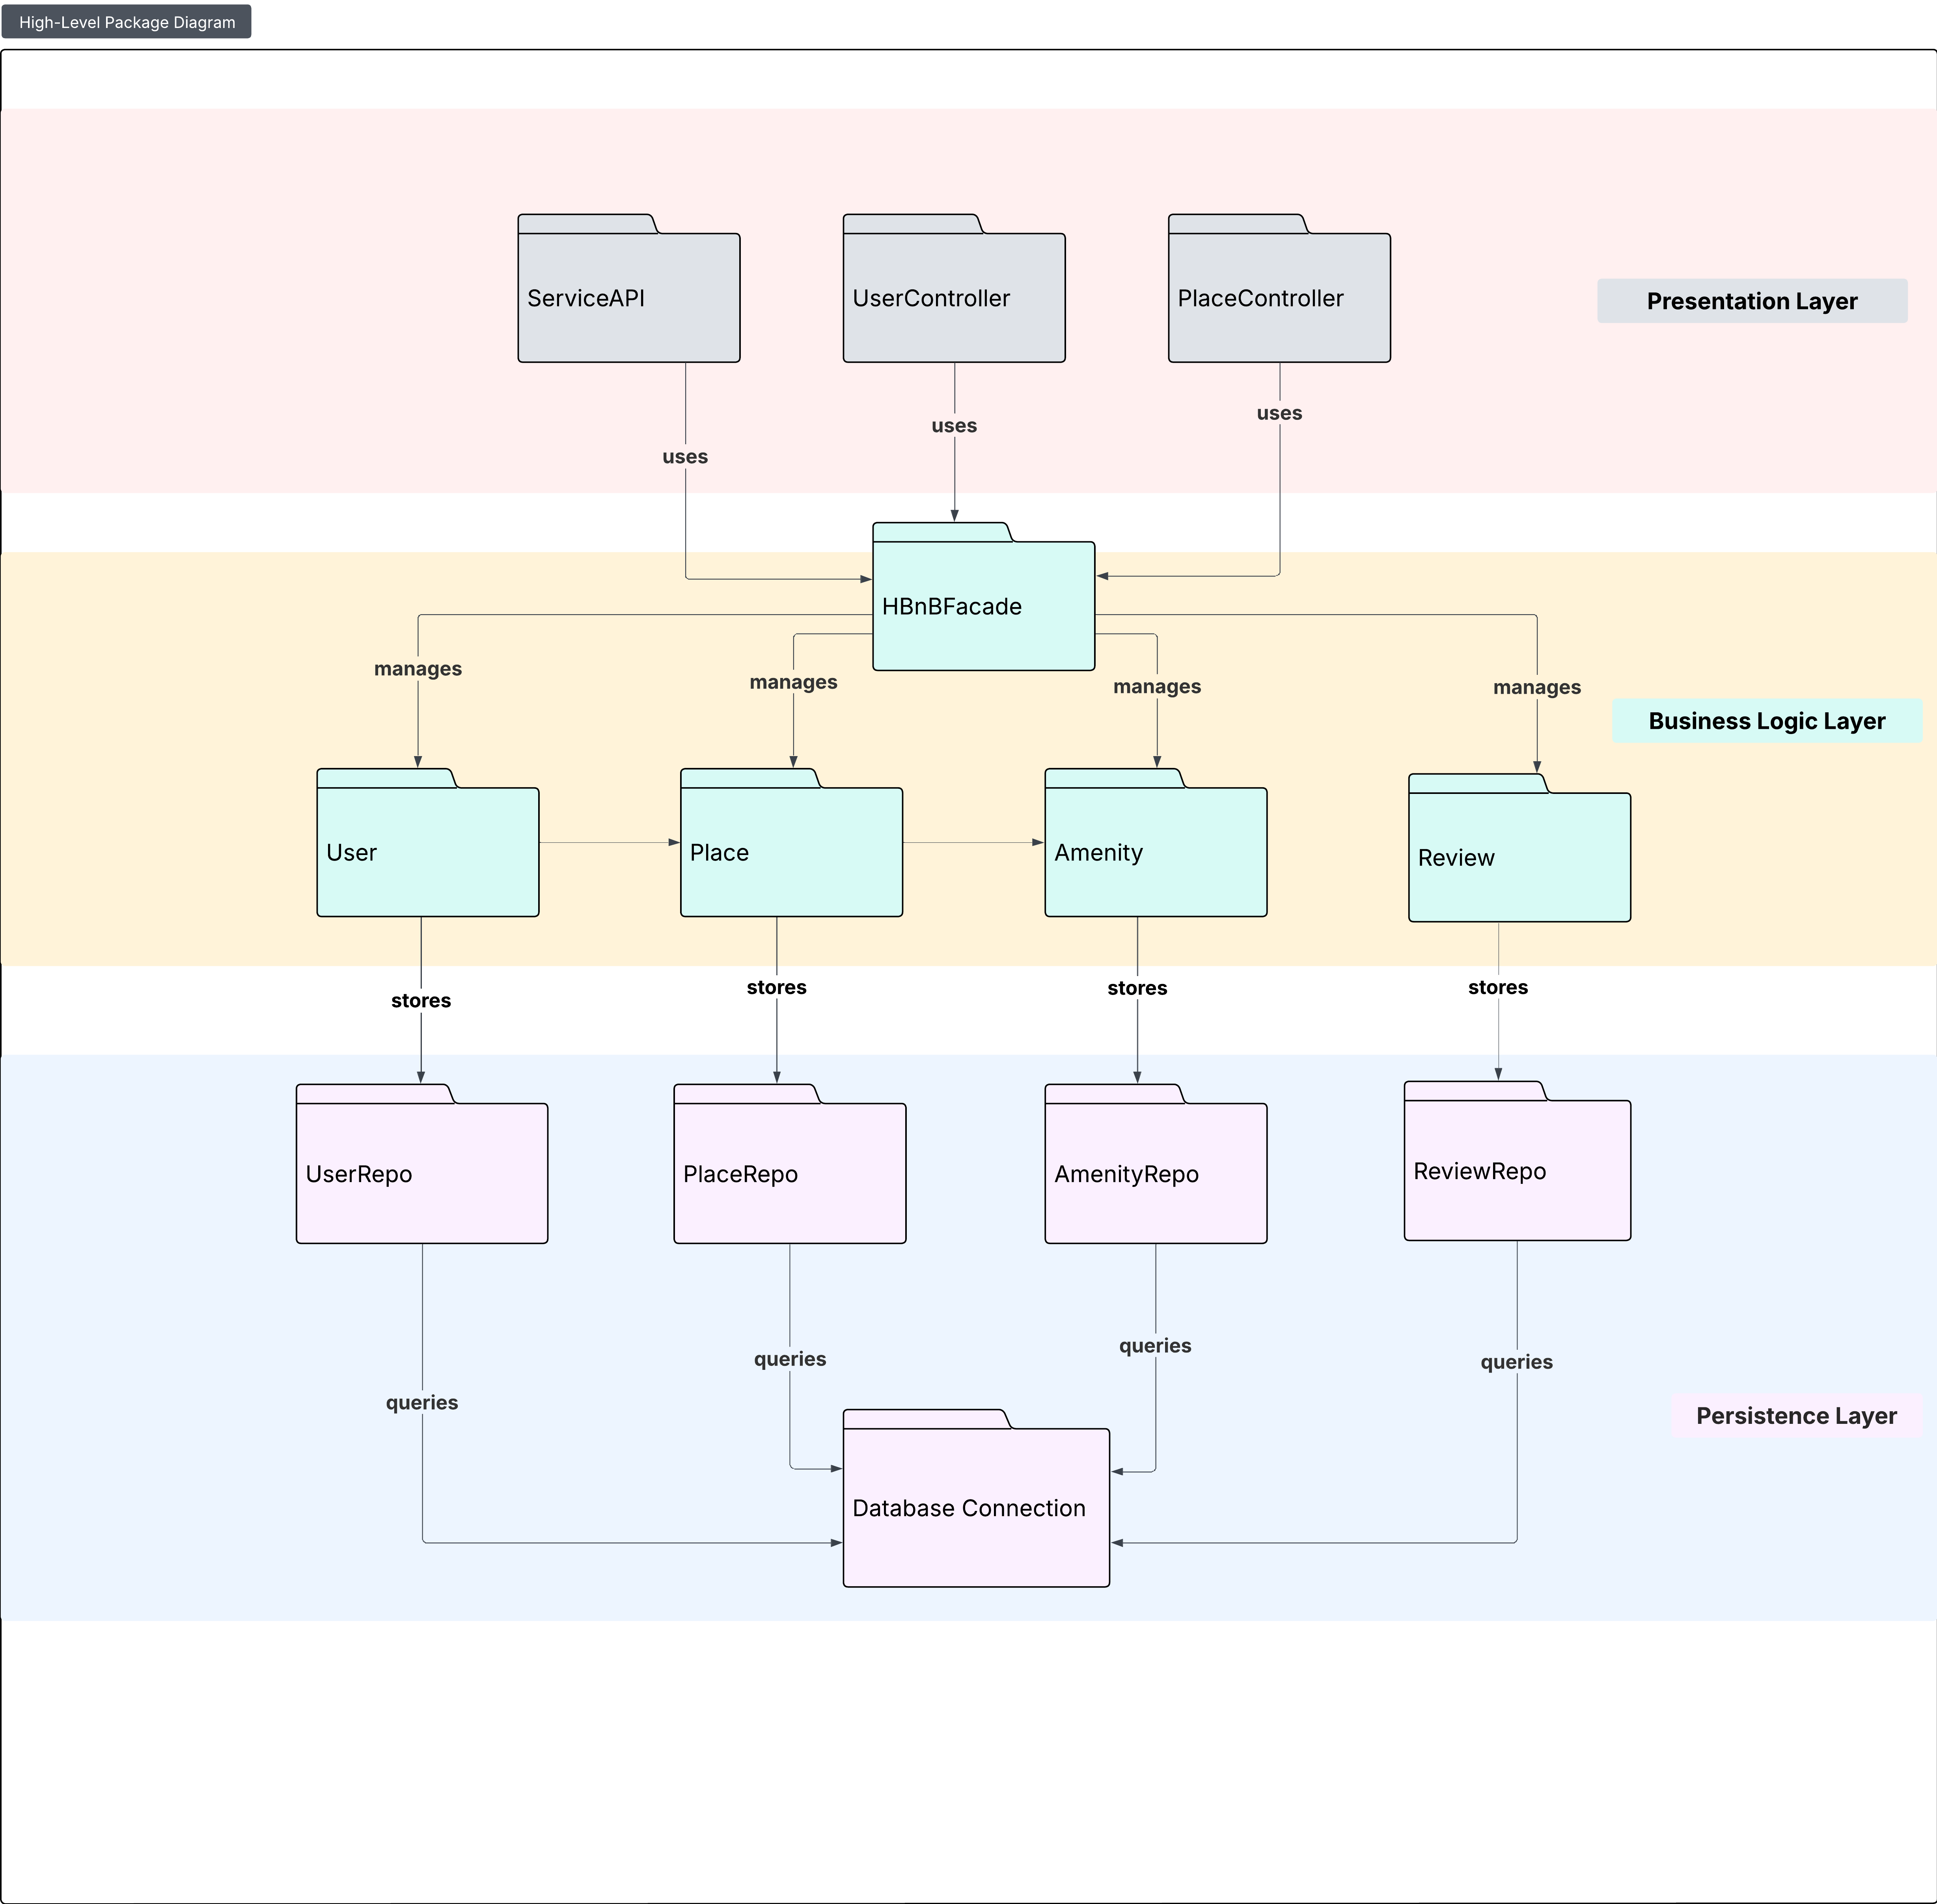 High-Level Package Diagram
ServiceAPI
UserController
PlaceController
Presentation Layer
uses
uses
uses
HBnBFacade
manages
manages
manages
manages
Business Logic Layer
User
Place
Amenity
Review
stores
stores
stores
stores
UserRepo
PlaceRepo
AmenityRepo
ReviewRepo
queries
queries
queries
queries
Persistence Layer
Database Connection